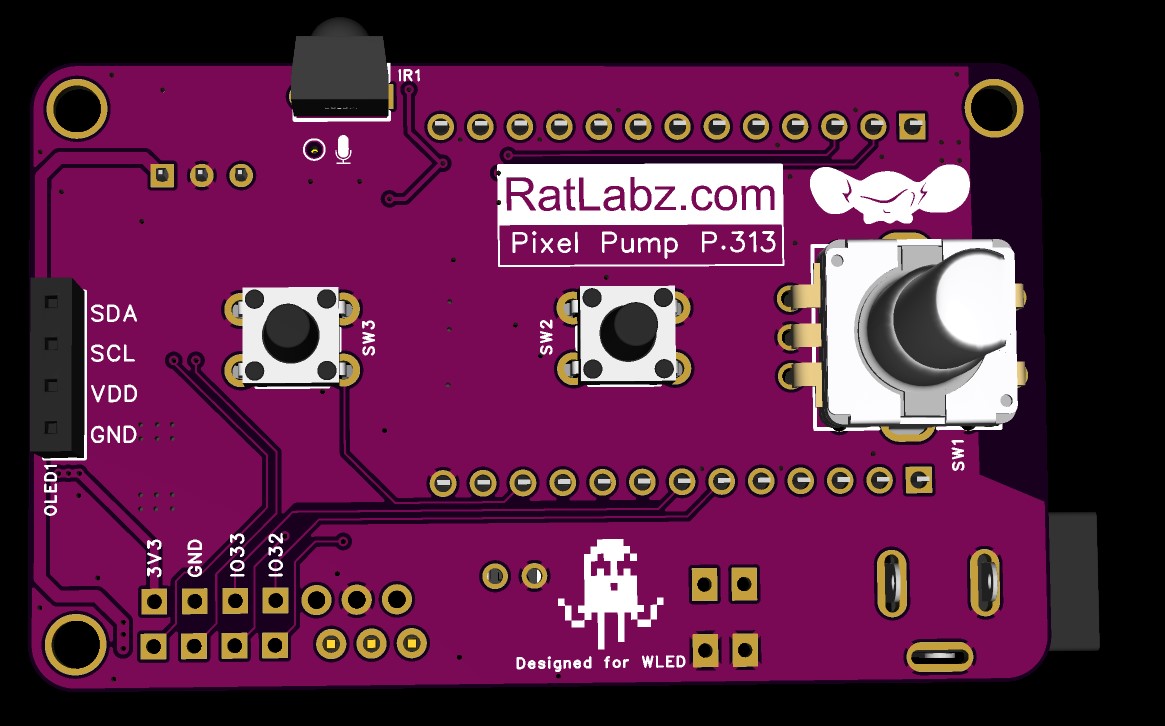 IR1
RatLabz.com
Pixel Pump P.313
SDA
SCL
VDD
GND
OLED1
SW3
SW2
SW1
3V3
GND
IO33
IO32
Designed for WLED